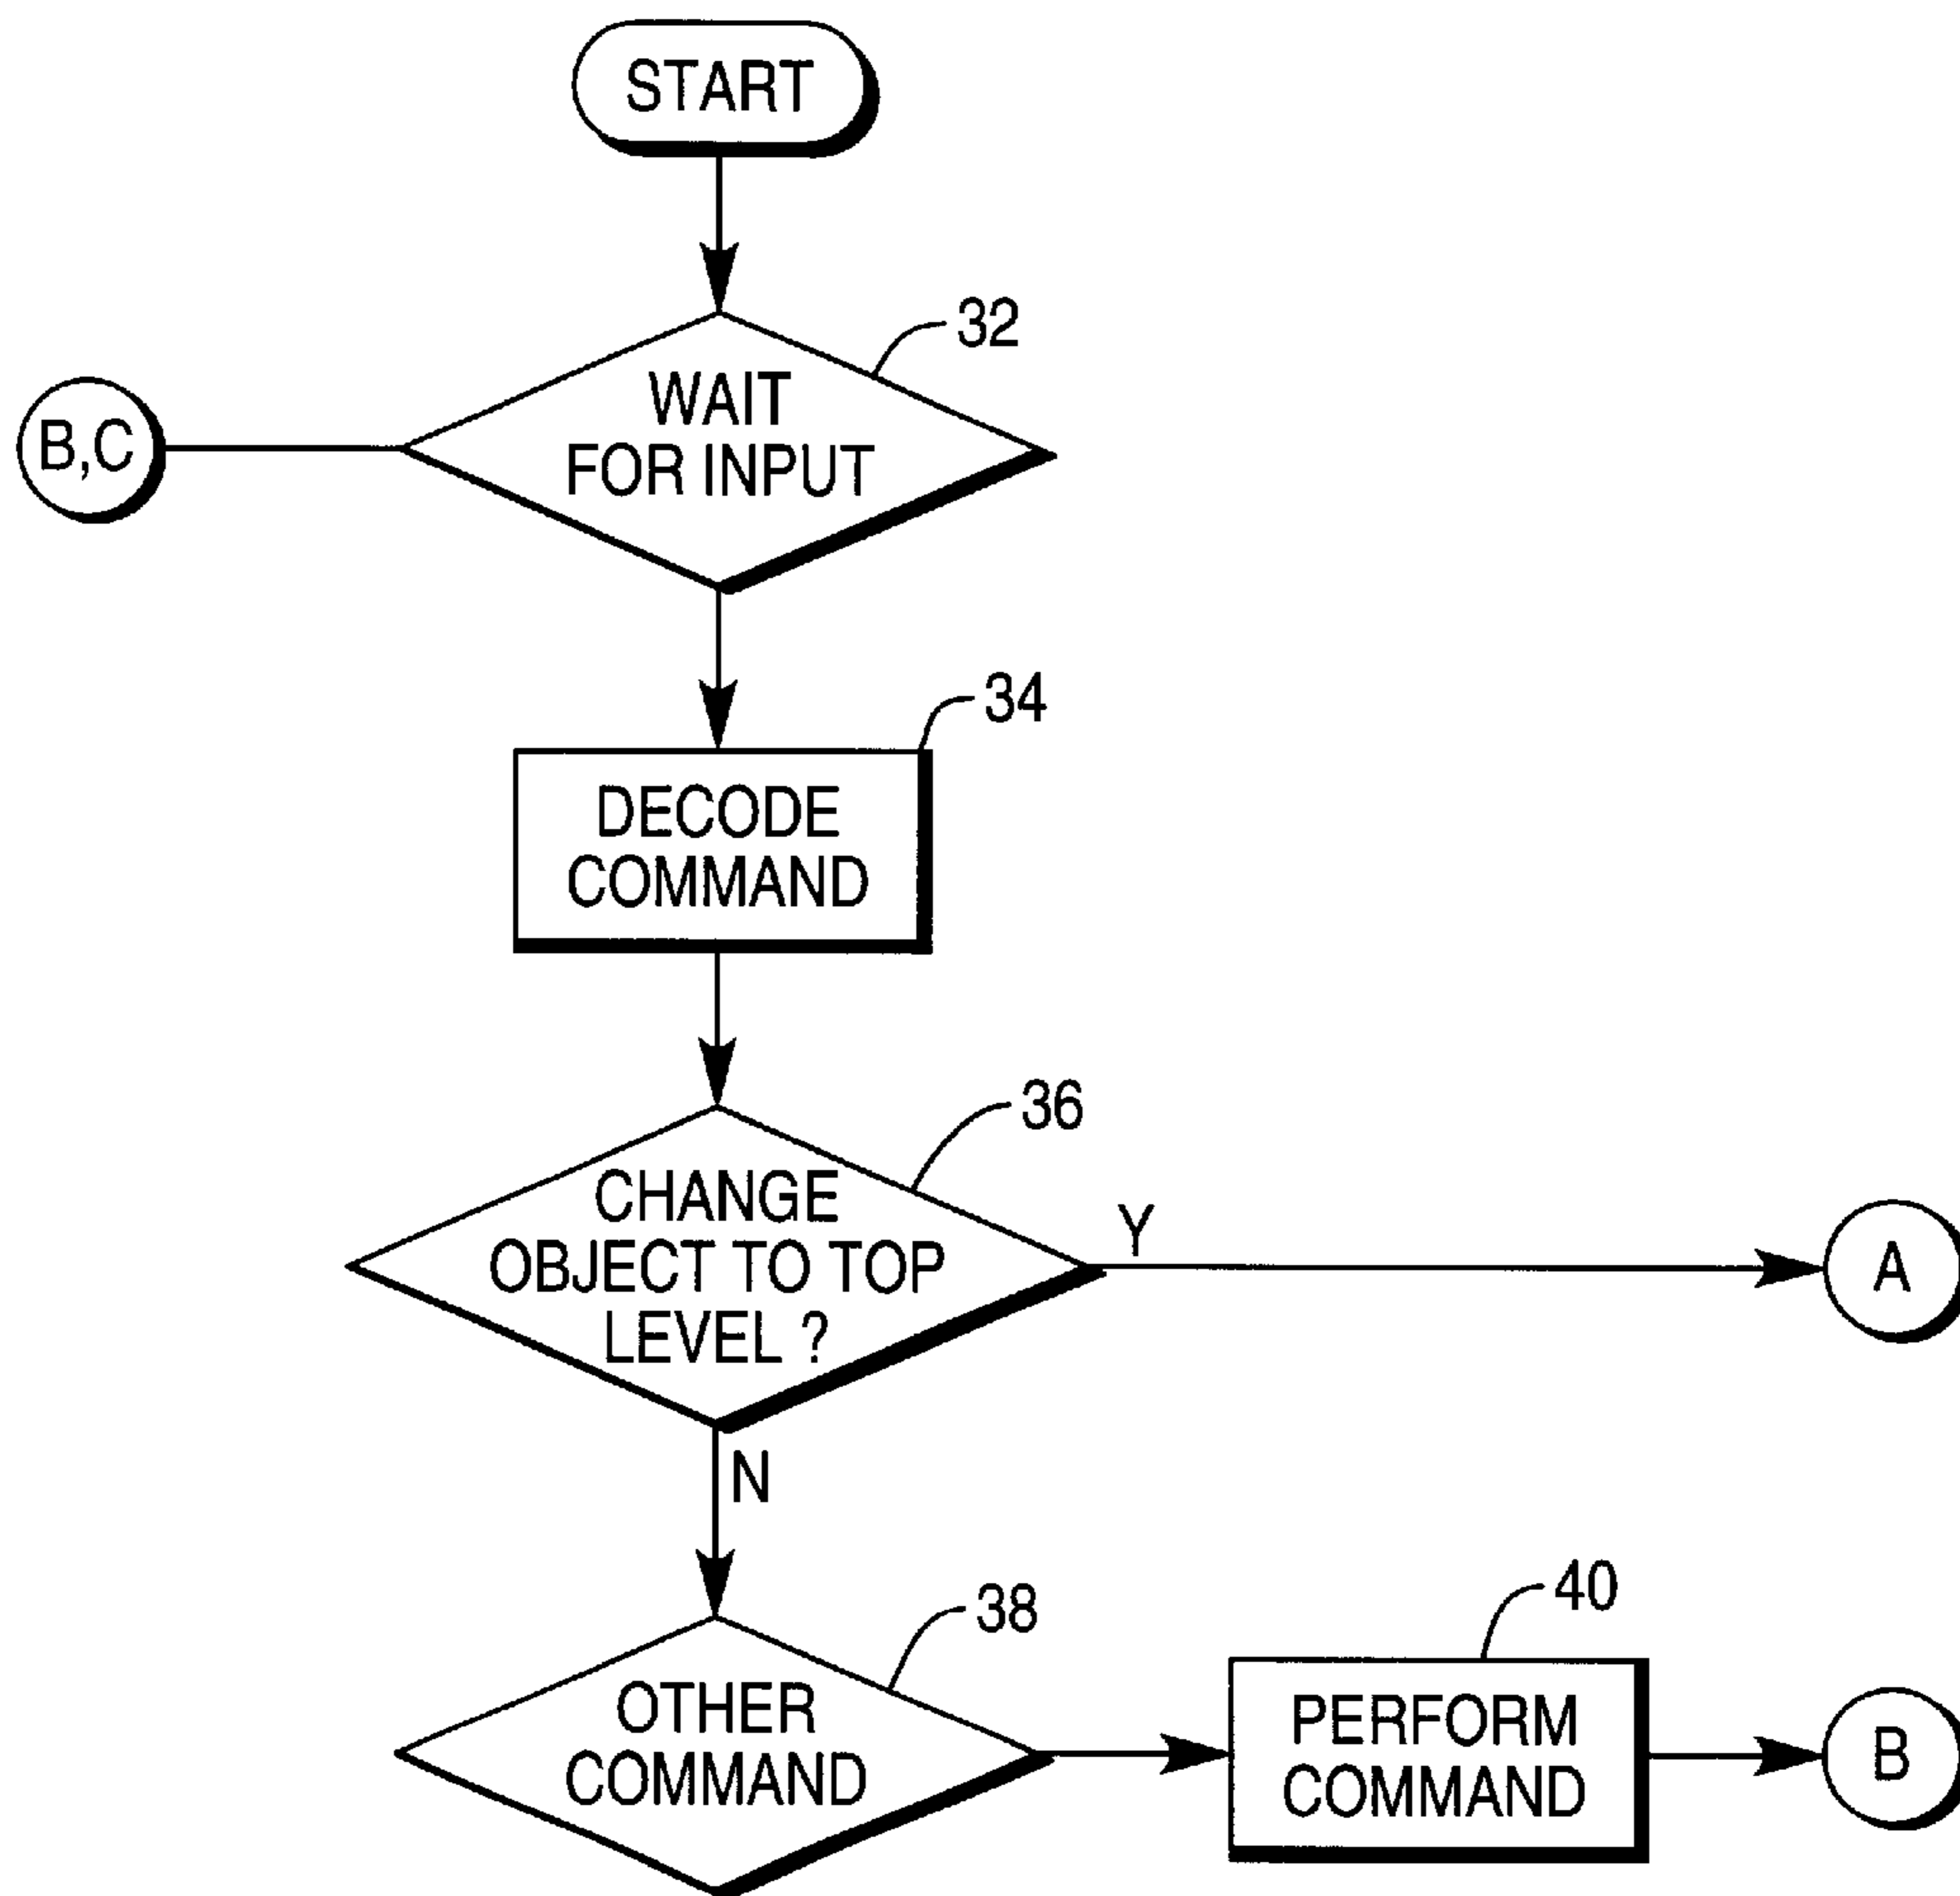 START
32
WAIT
FOR INPUT
B,C
34
DECODE
COMMAND
36
CHANGE
OBJECT TO TOP
LEVEL ?
Y
A
N
38
OTHER
COMMAND
40
PERFORM
COMMAND
B